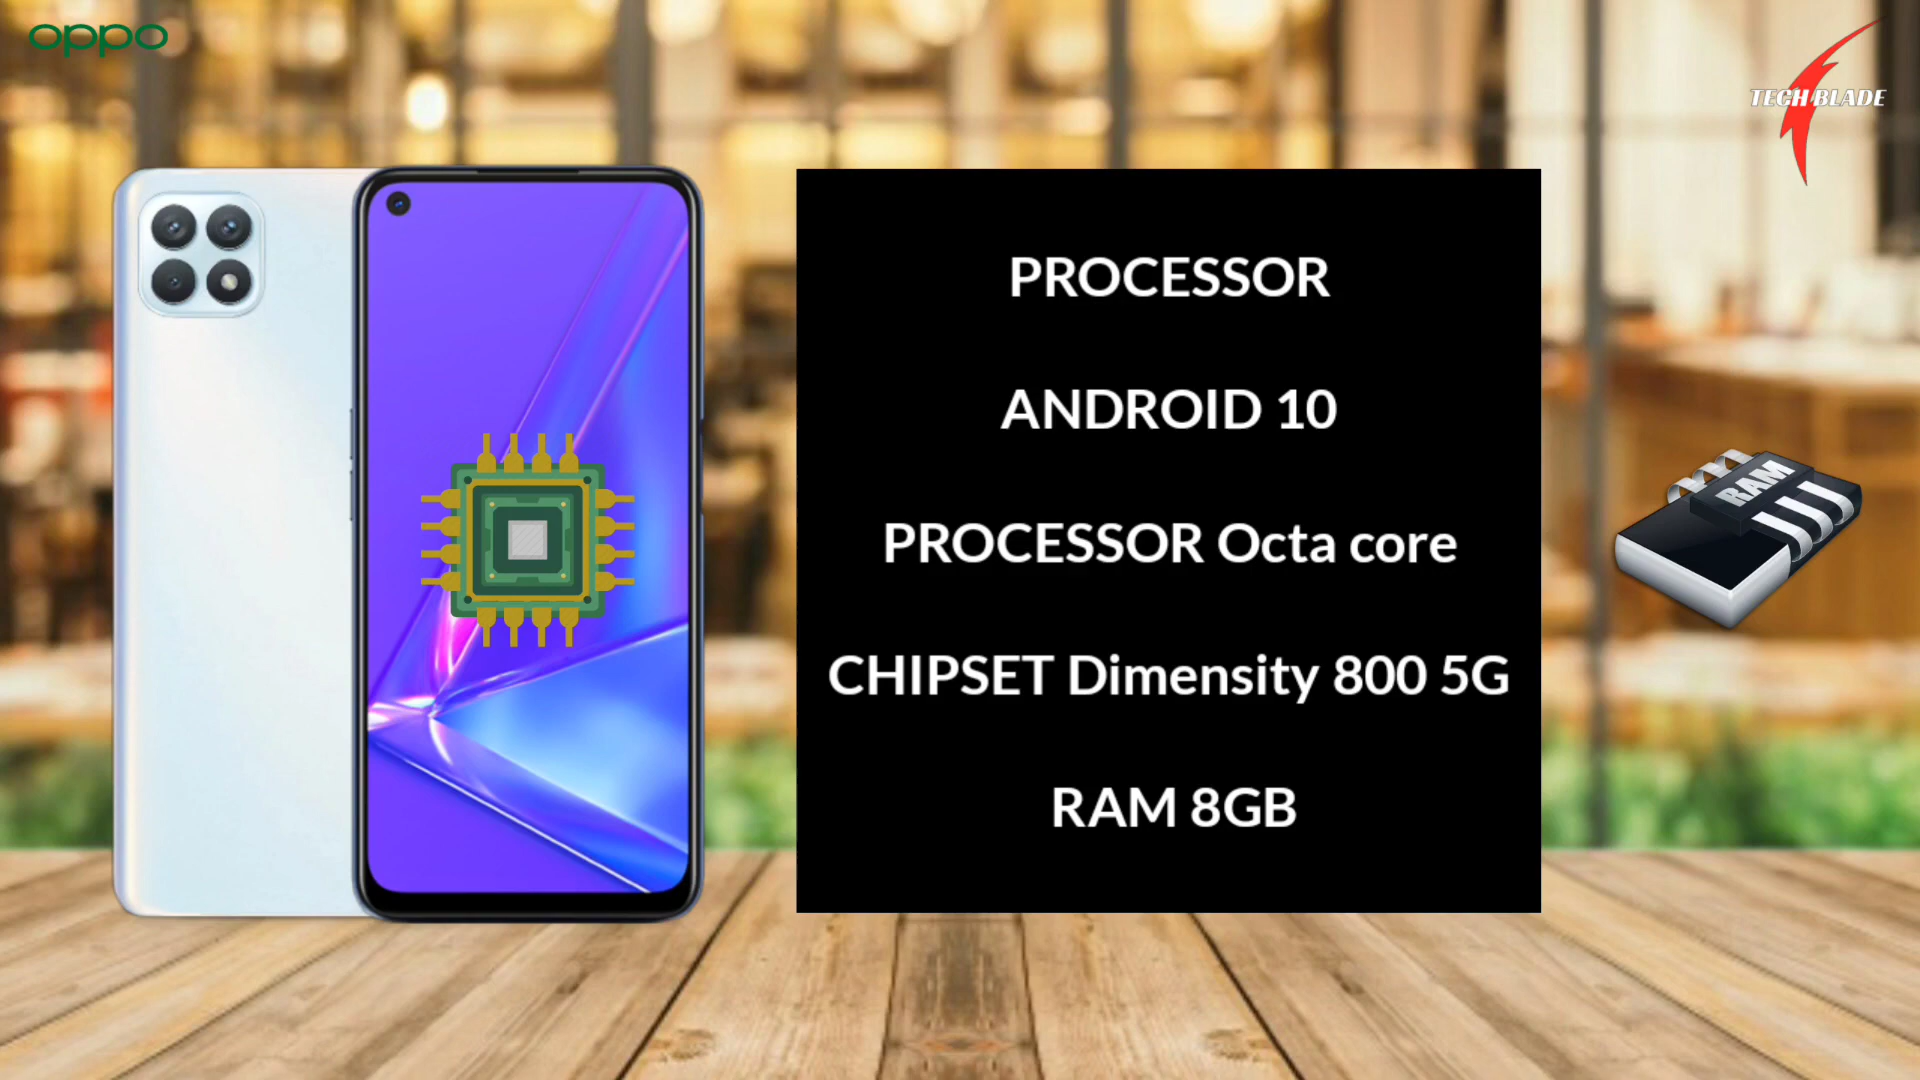 oppo
TECH BLADE
PROCESSOR
ANDROID 10
PROCESSOR Octa core
CHIPSET Dimensity 800 5G
RAM 8GB
RAM